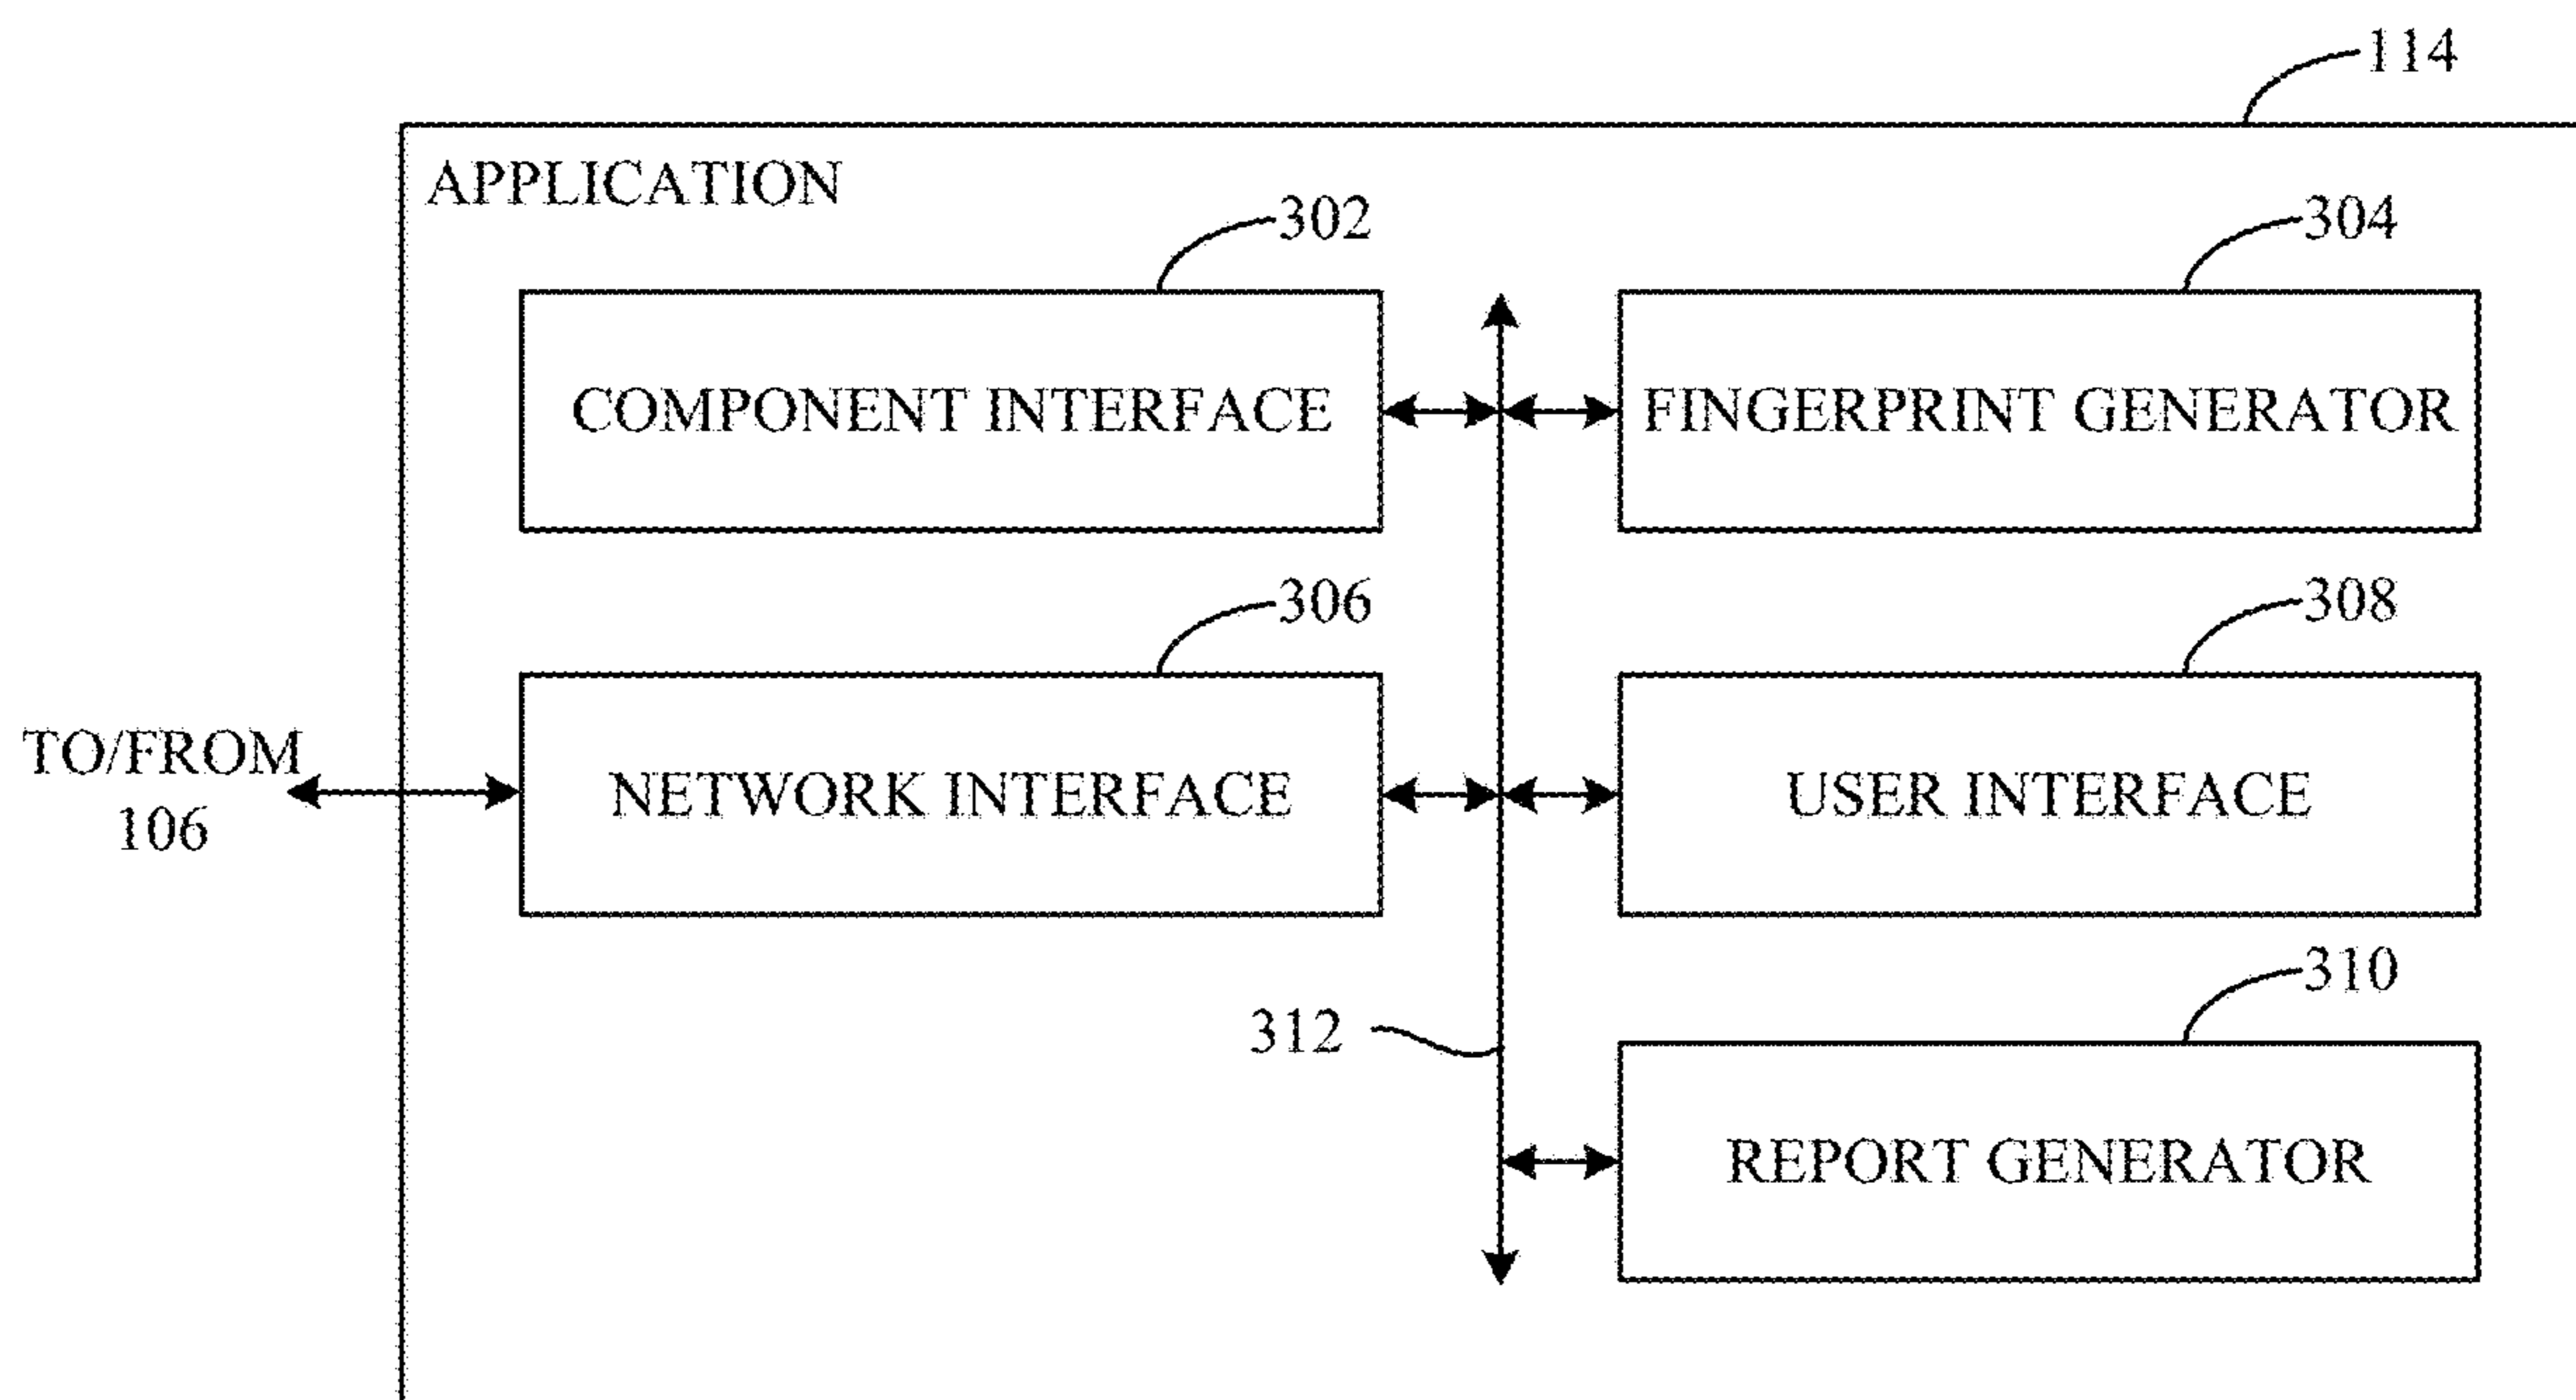 114
APPLICATION
302
304
COMPONENT INTERFACE
FINGERPRINT GENERATOR
306
308
TO/FROM
106
NETWORK INTERFACE
USER INTERFACE
310
312
REPORT GENERATOR